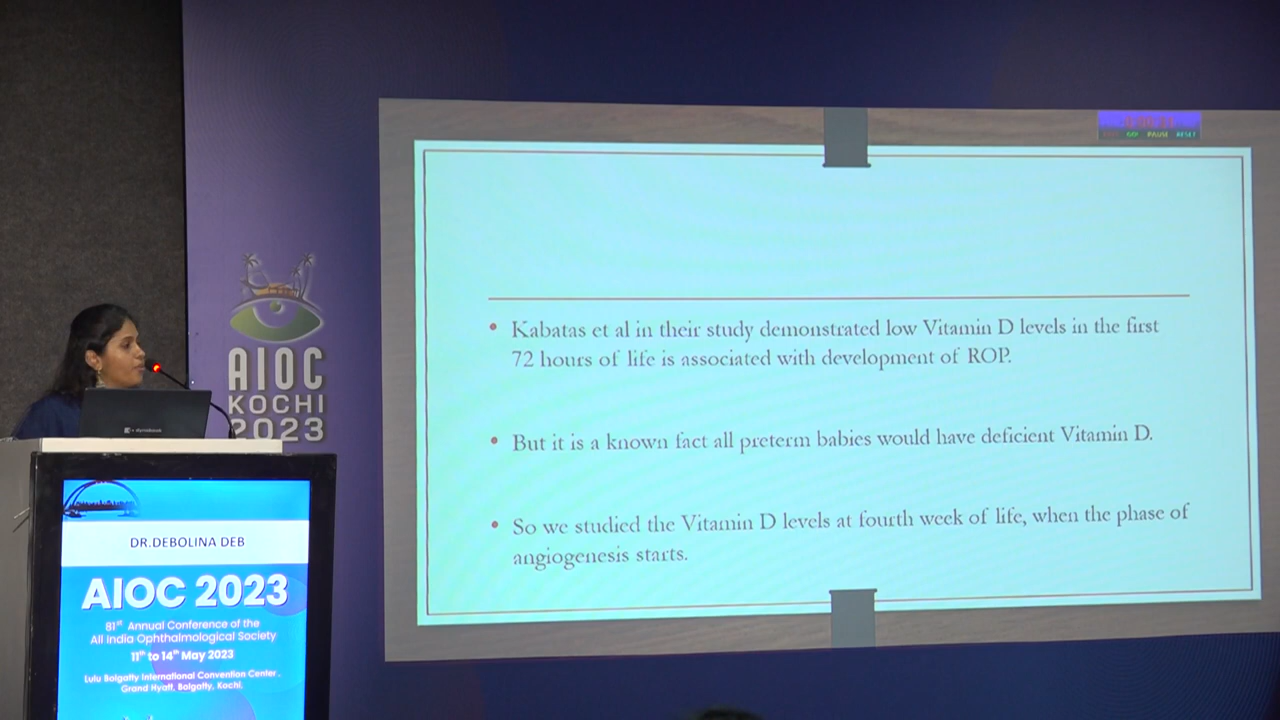 PAUSE RESET
• Kabatas et al in their study demonstrated low Vitamin D levels in the first
72 hours of life is associated with development of ROP.
• But it is a known fact all preterm babies would have deficient Vitamin D.
• So we studied the Vitamin D levels at fourth week of life, when the phase of
angiogenesis starts.
AIOC
KOCHI
2023
DR.DEBOLINA DEB
AIOC 2023
81st Annual Conference of the
All India Ophthalmological Society
11th to 14th May 2023
Lulu Bolgatty International Convention Center,
Grand Hyatt, Bolgatty, Kochi.